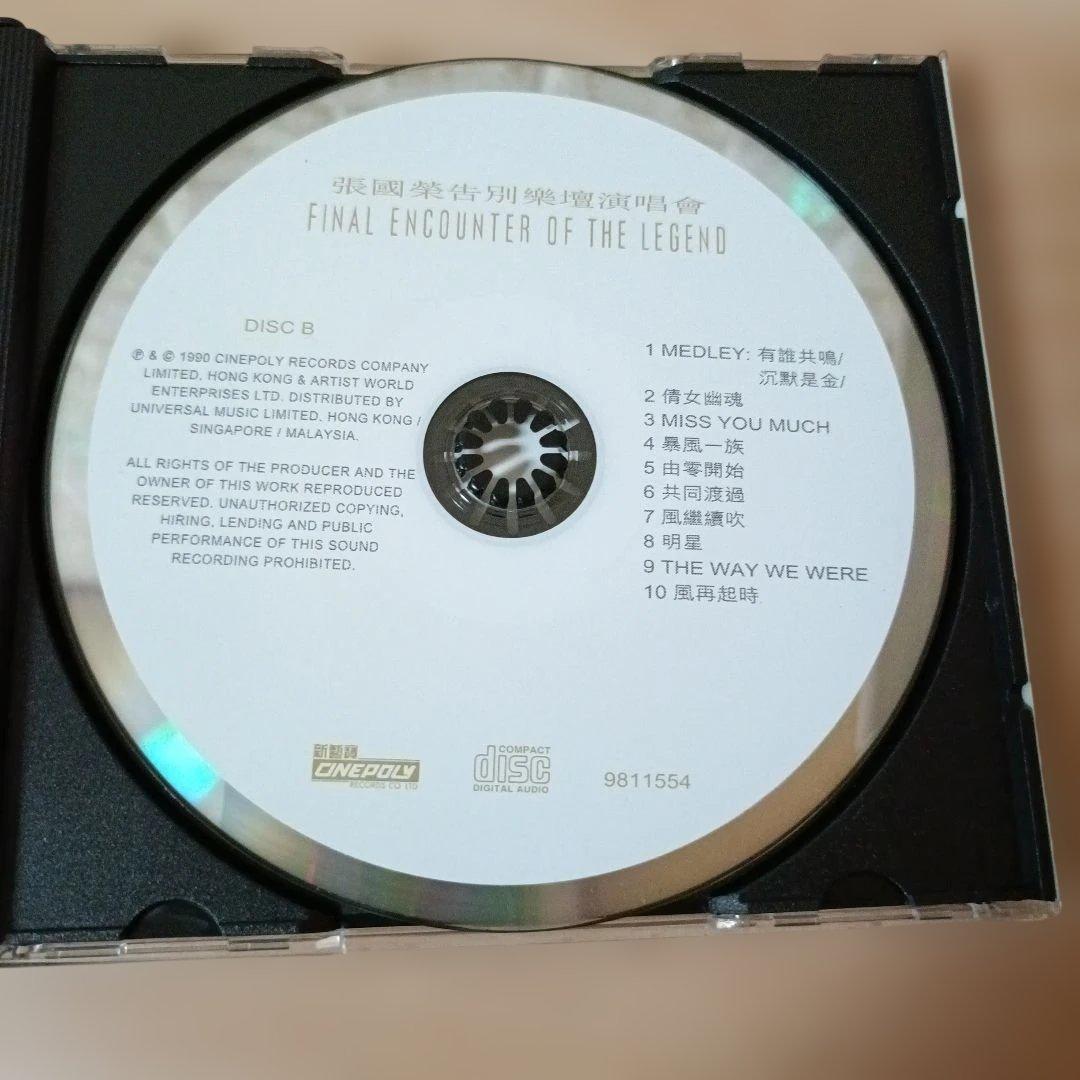 張國榮告別樂壇演唱會
FINAL ENCOUNTER OF THE LEGEND
DISC B
℗ & © 1990 CINEPOLY RECORDS COMPANY
LIMITED, HONG KONG & ARTIST WORLD
ENTERPRISES LTD. DISTRIBUTED BY
UNIVERSAL MUSIC LIMITED. HONG KONG /
SINGAPORE / MALAYSIA.
ALL RIGHTS OF THE PRODUCER AND THE
OWNER OF THIS WORK REPRODUCED
RESERVED. UNAUTHORIZED COPYING,
HIRING, LENDING AND PUBLIC
PERFORMANCE OF THIS SOUND
RECORDING PROHIBITED.
1 MEDLEY: 有誰共鳴/
沉默是金/
2 倩女幽魂
3 MISS YOU MUCH
4 暴風一族
5 由零開始
6 共同渡過
7 風繼續吹
8 明星
9 THE WAY WE WERE
10 風再起時
新藝寶
CINEPOLY
RECORDS CO LTD
COMPACT
disc
DIGITAL AUDIO
9811554